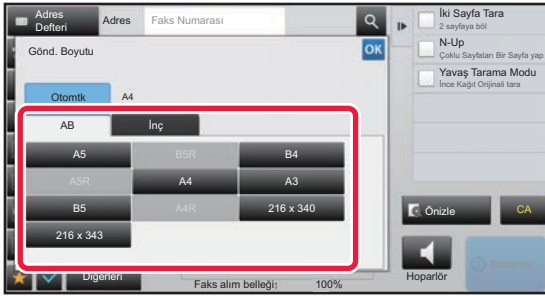 Adres Defteri
Adres
Faks Numarası
Gönd. Boyutu
OK
Otomtk
A4
AB
İnç
A5
B5R
B4
A5R
A4
A3
B5
A4R
216 x 340
216 x 343
Diğerleri
Faks alım belleği:
100%
İki Sayfa Tara
2 sayfaya böl
N-Up
Çoklu Sayfaları Bir Sayfa yap
Yavaş Tarama Modu
İnce Kağıt Orijinali tara
Önizle
CA
Hoparlör